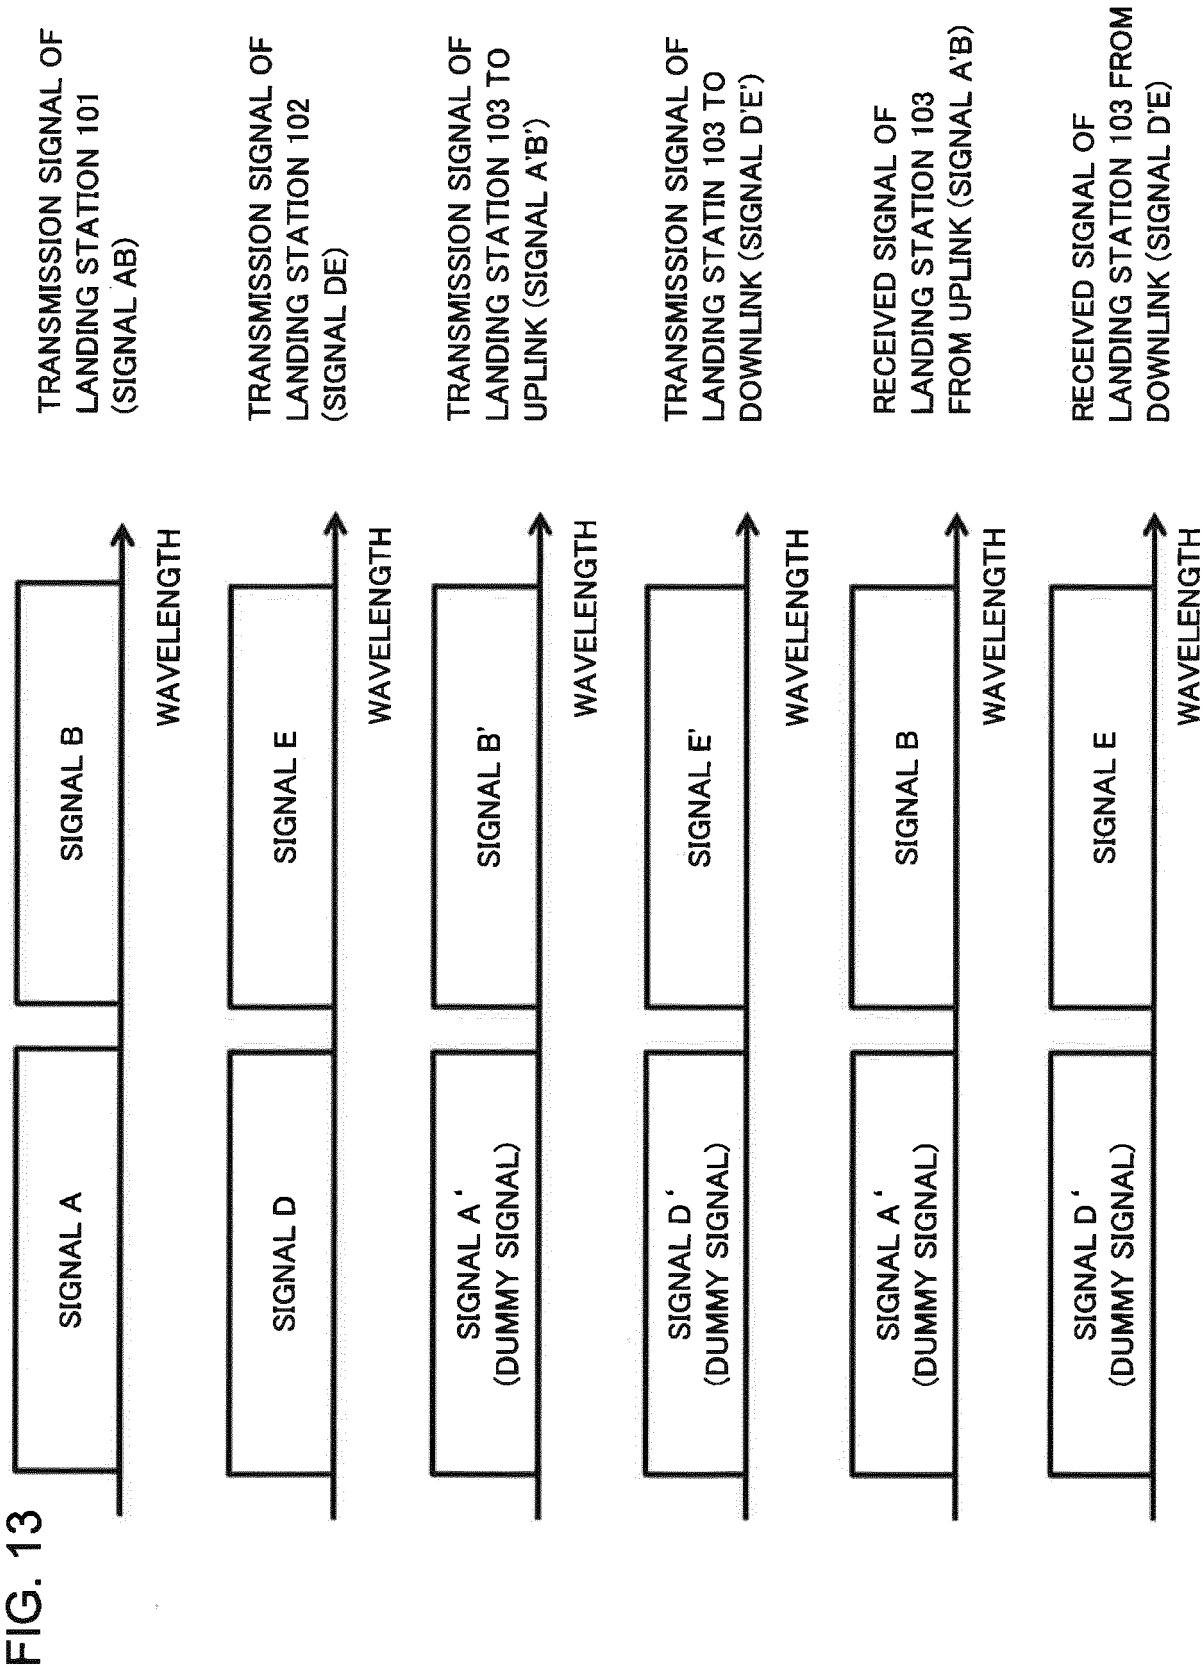 FIG. 13
SIGNAL A
SIGNAL B
WAVELENGTH
TRANSMISSION SIGNAL OF
LANDING STATION 101
(SIGNAL AB)
SIGNAL D
SIGNAL E
WAVELENGTH
TRANSMISSION SIGNAL OF
LANDING STATION 102
(SIGNAL DE)
SIGNAL A‘
(DUMMY SIGNAL)
SIGNAL B’
WAVELENGTH
TRANSMISSION SIGNAL OF
LANDING STATION 103 TO
UPLINK (SIGNAL A'B')
SIGNAL D‘
(DUMMY SIGNAL)
SIGNAL E’
WAVELENGTH
TRANSMISSION SIGNAL OF
LANDING STATIN 103 TO
DOWNLINK (SIGNAL D'E')
SIGNAL A‘
(DUMMY SIGNAL)
SIGNAL B
WAVELENGTH
RECEIVED SIGNAL OF
LANDING STATION 103
FROM UPLINK (SIGNAL A'B)
SIGNAL D‘
(DUMMY SIGNAL)
SIGNAL E
WAVELENGTH
RECEIVED SIGNAL OF
LANDING STATION 103 FROM
DOWNLINK (SIGNAL D'E)